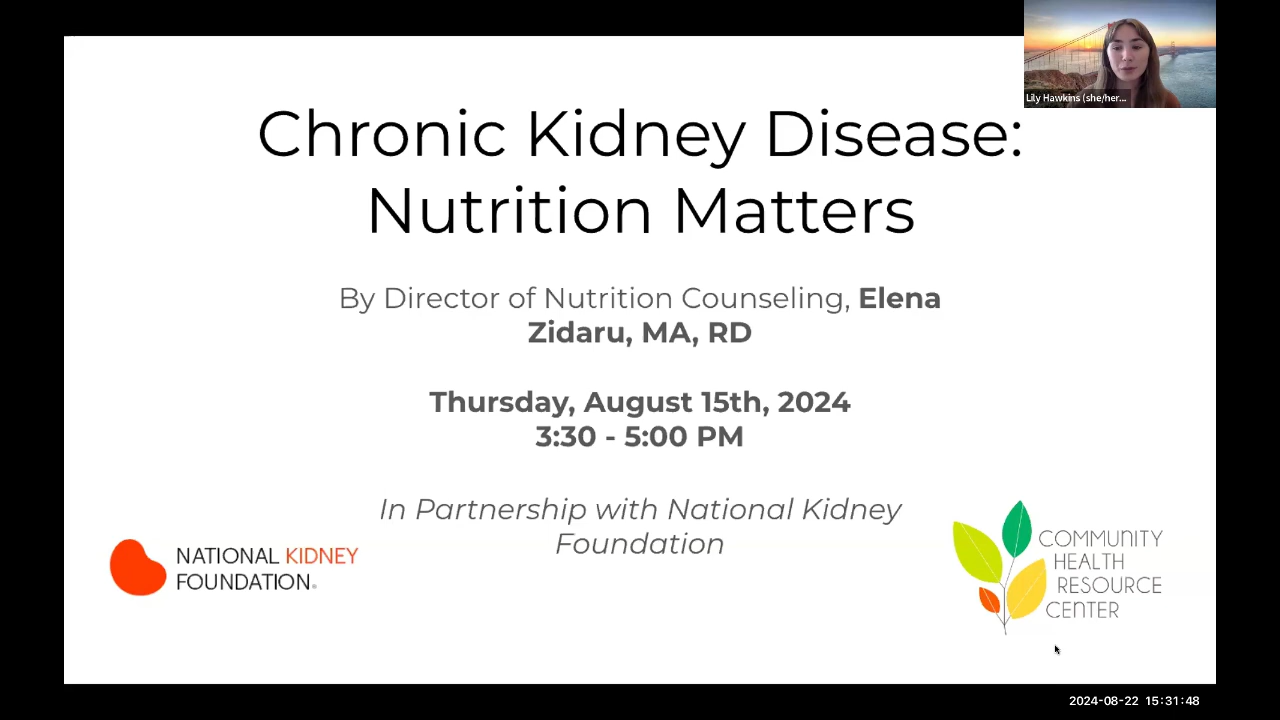 Lily Hawkins (she/her...
Chronic Kidney Disease:
Nutrition Matters
By Director of Nutrition Counseling, Elena
Zidaru, MA, RD
Thursday, August 15th, 2024
3:30 - 5:00 PM
In Partnership with National Kidney
Foundation
NATIONAL KIDNEY
FOUNDATION®
COMMUNITY
HEALTH
RESOURCE
CENTER
2024-08-22 15:31:48